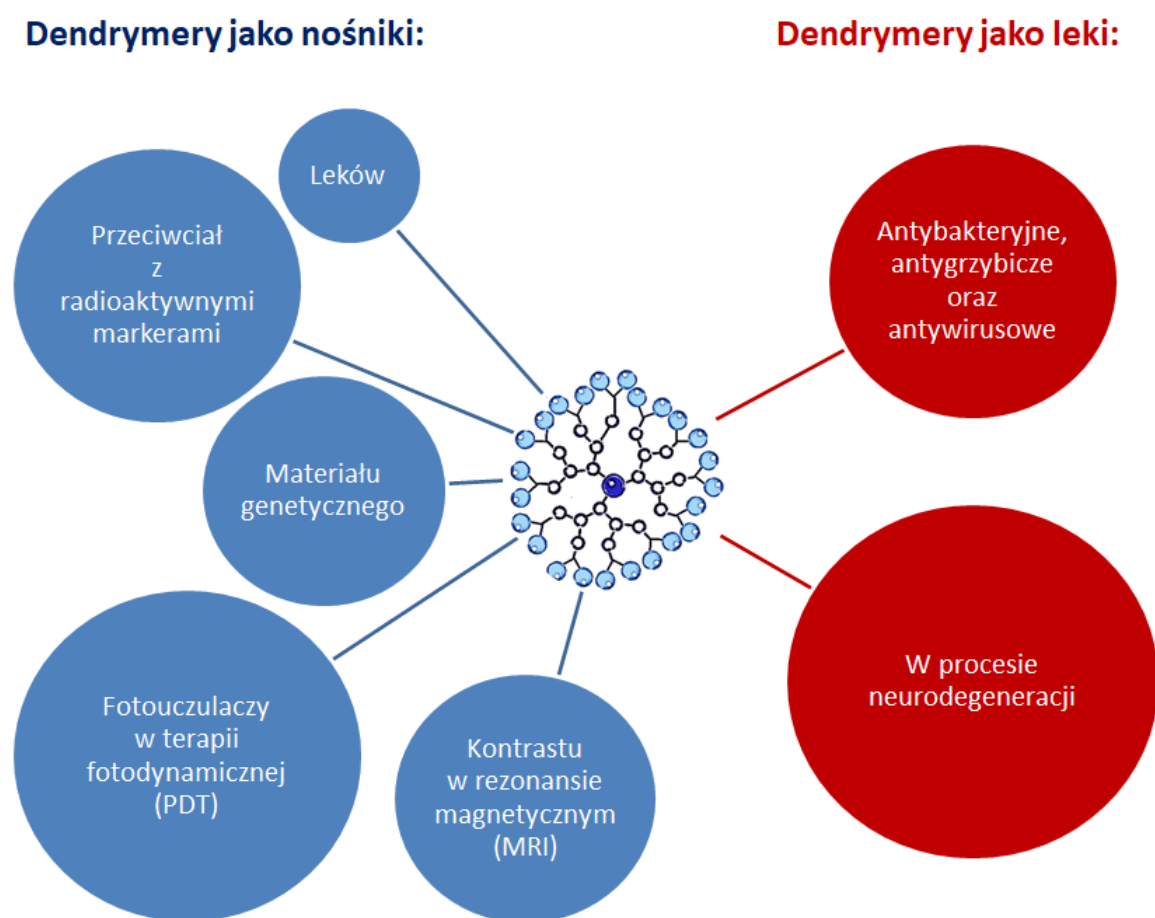 Dendrymery jako nośniki:
Dendrymery jako leki:
Leków
Przeciwciał
z
radioaktywnymi
markerami
Materiału
genetycznego
Fotouczulaczy
w terapii
fotodynamicznej
(PDT)
Kontrastu
w rezonansie
magnetycznym
(MRI)
Antybakteryjne,
antygrzybicze
oraz
antywirusowe
W procesie
neurodegeneracji